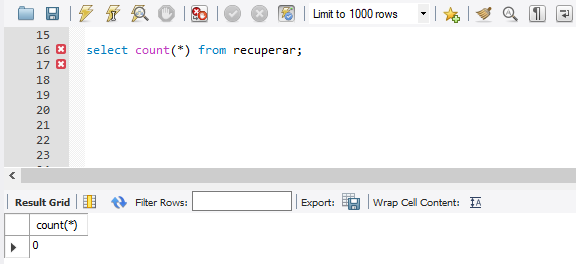 Limit to 1000 rows
15
16 select count(*) from recuperar;
17
18
19
20
21
22
23
Result Grid Filter Rows: Export: Wrap Cell Content:
count(*)
0